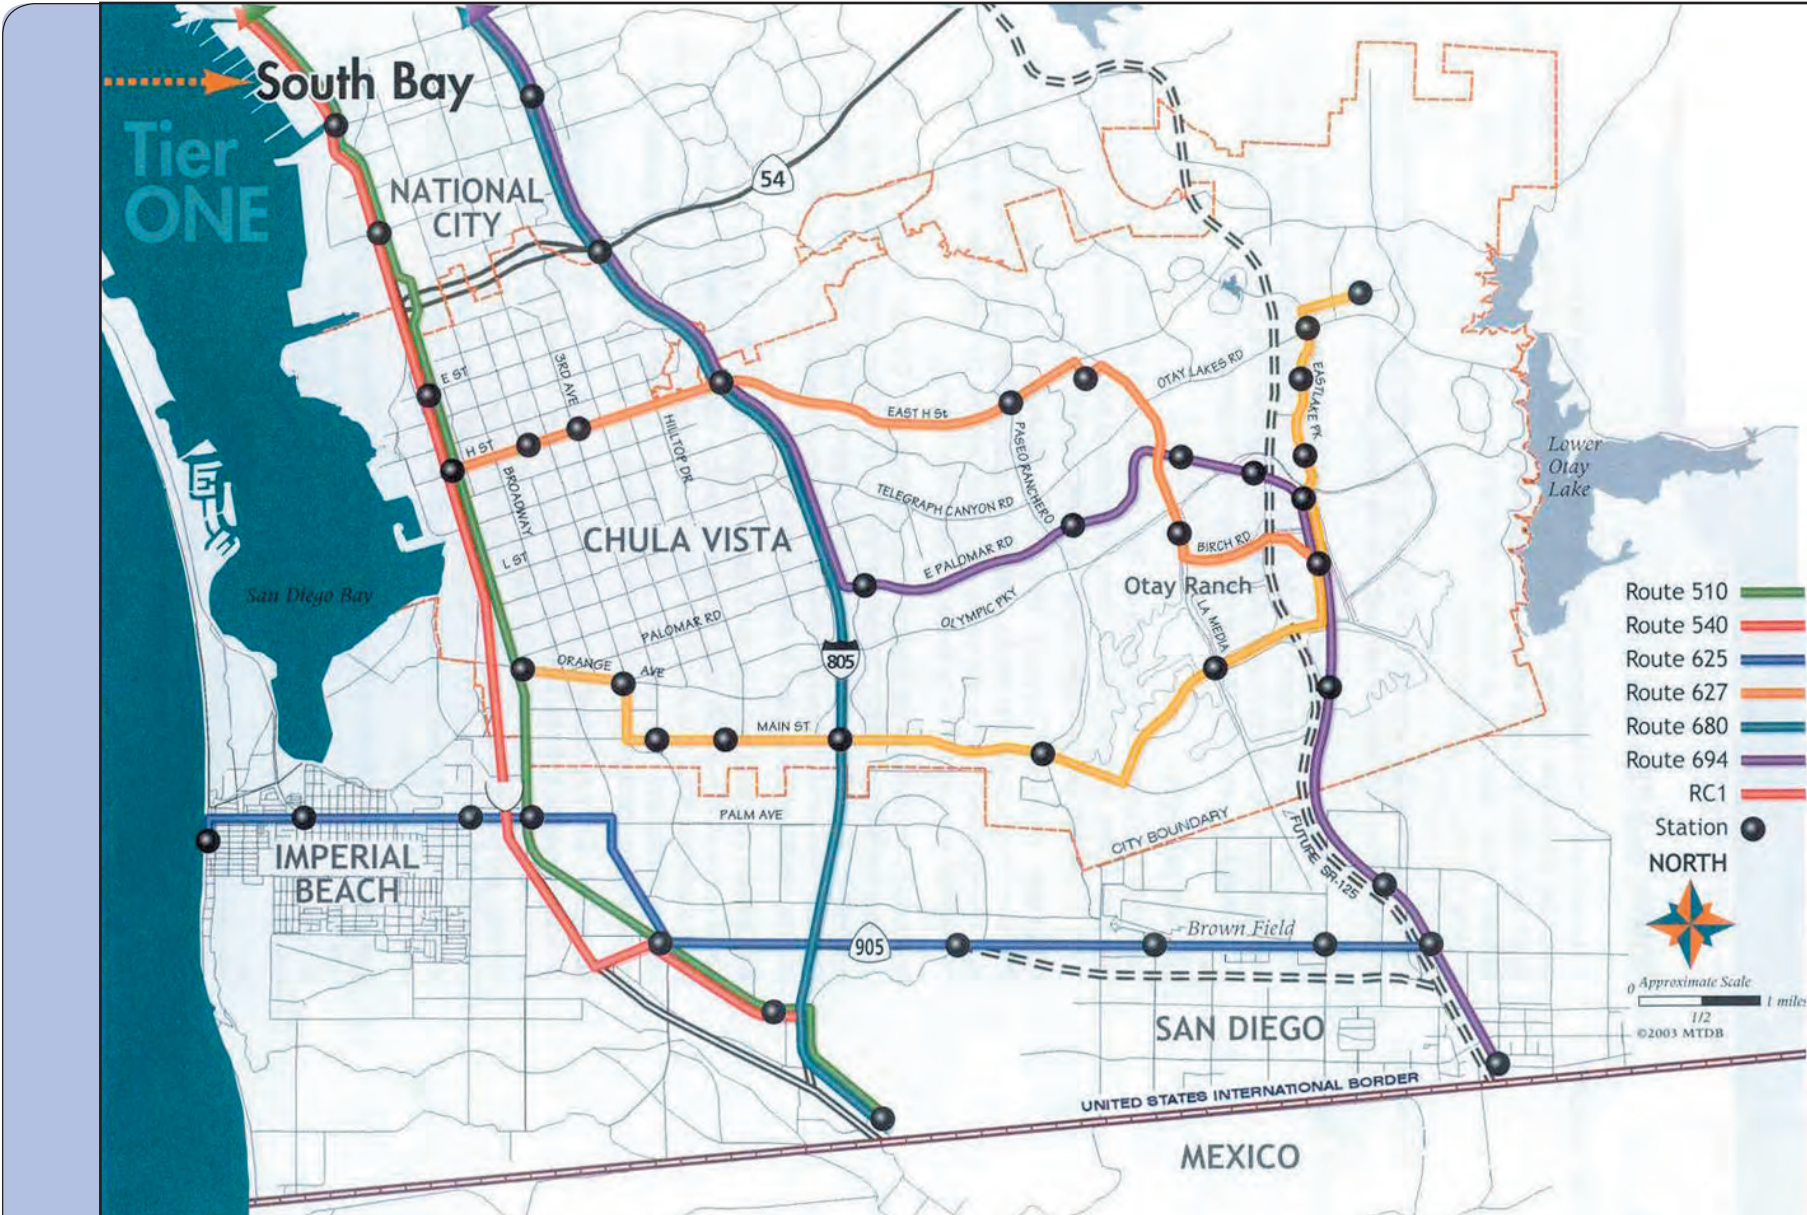 South Bay
Tier
ONE
NATIONAL
CITY
54
E ST
3RD AVE
H ST
HILLTOP DR
BROADWAY
EAST H St
PASEO RANCHERO
OTAY LAKES RD
EASTLAKE PK
TELEGRAPH CANYON RD
Lower
Otay
Lake
CHULA VISTA
L ST
E PALOMAR RD
BIRCH RD
Otay Ranch
San Diego Bay
PALOMAR RD
OLYMPIC PKY
LA MEDIA
ORANGE AVE
805
MAIN ST
PALM AVE
CITY BOUNDARY
FUTURE SR-125
IMPERIAL
BEACH
905
Brown Field
SAN DIEGO
UNITED STATES INTERNATIONAL BORDER
MEXICO
Route 510
Route 540
Route 625
Route 627
Route 680
Route 694
RC1
Station
NORTH
0 Approximate Scale
1 miles
1/2
©2003 MTDB